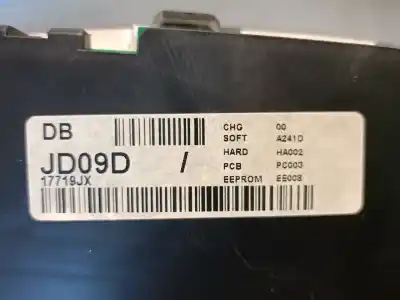 DB
CHG 00
SOFT A241D
JD09D / HARD HA002
PCB PC003
17719JX EEPROM EE008